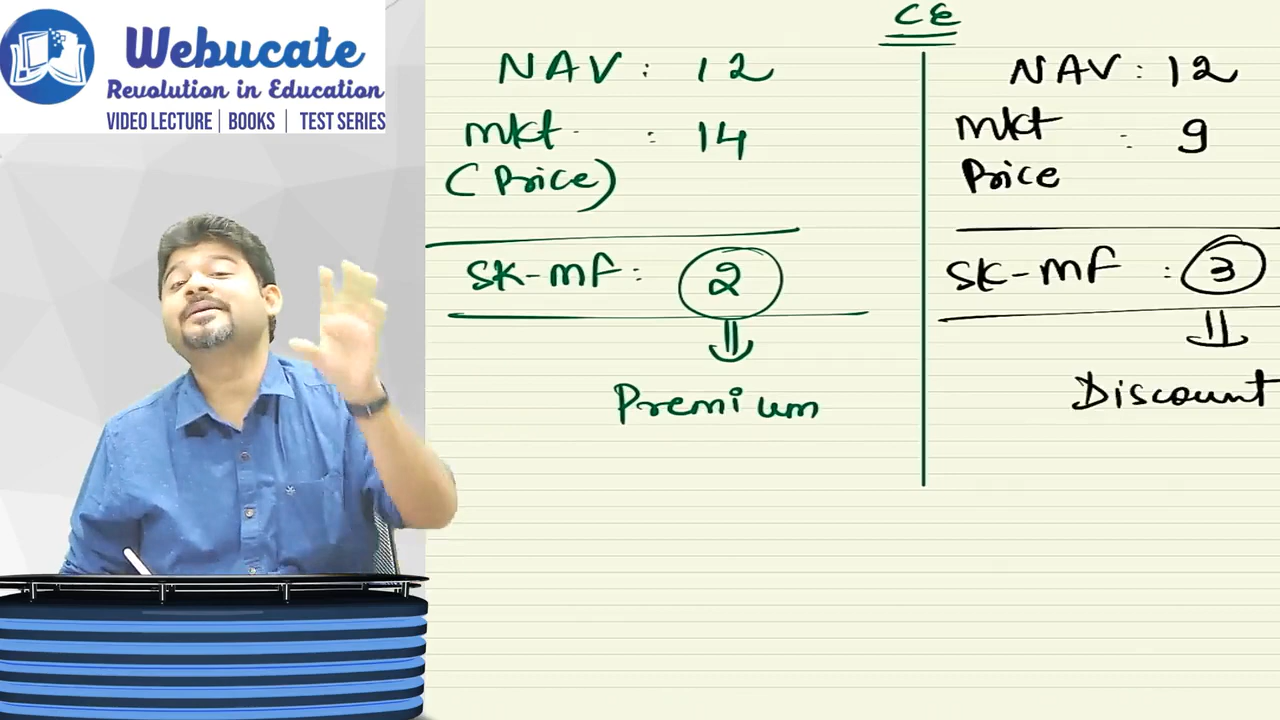 Webucate
Revolution in Education
VIDEO LECTURE | BOOKS | TEST SERIES
CE
NAV : 12
mkt : 14
(Price)
SK-MF : 2
Premium
NAV : 12
mkt : 9
Price
SK-MF : 3
Discount